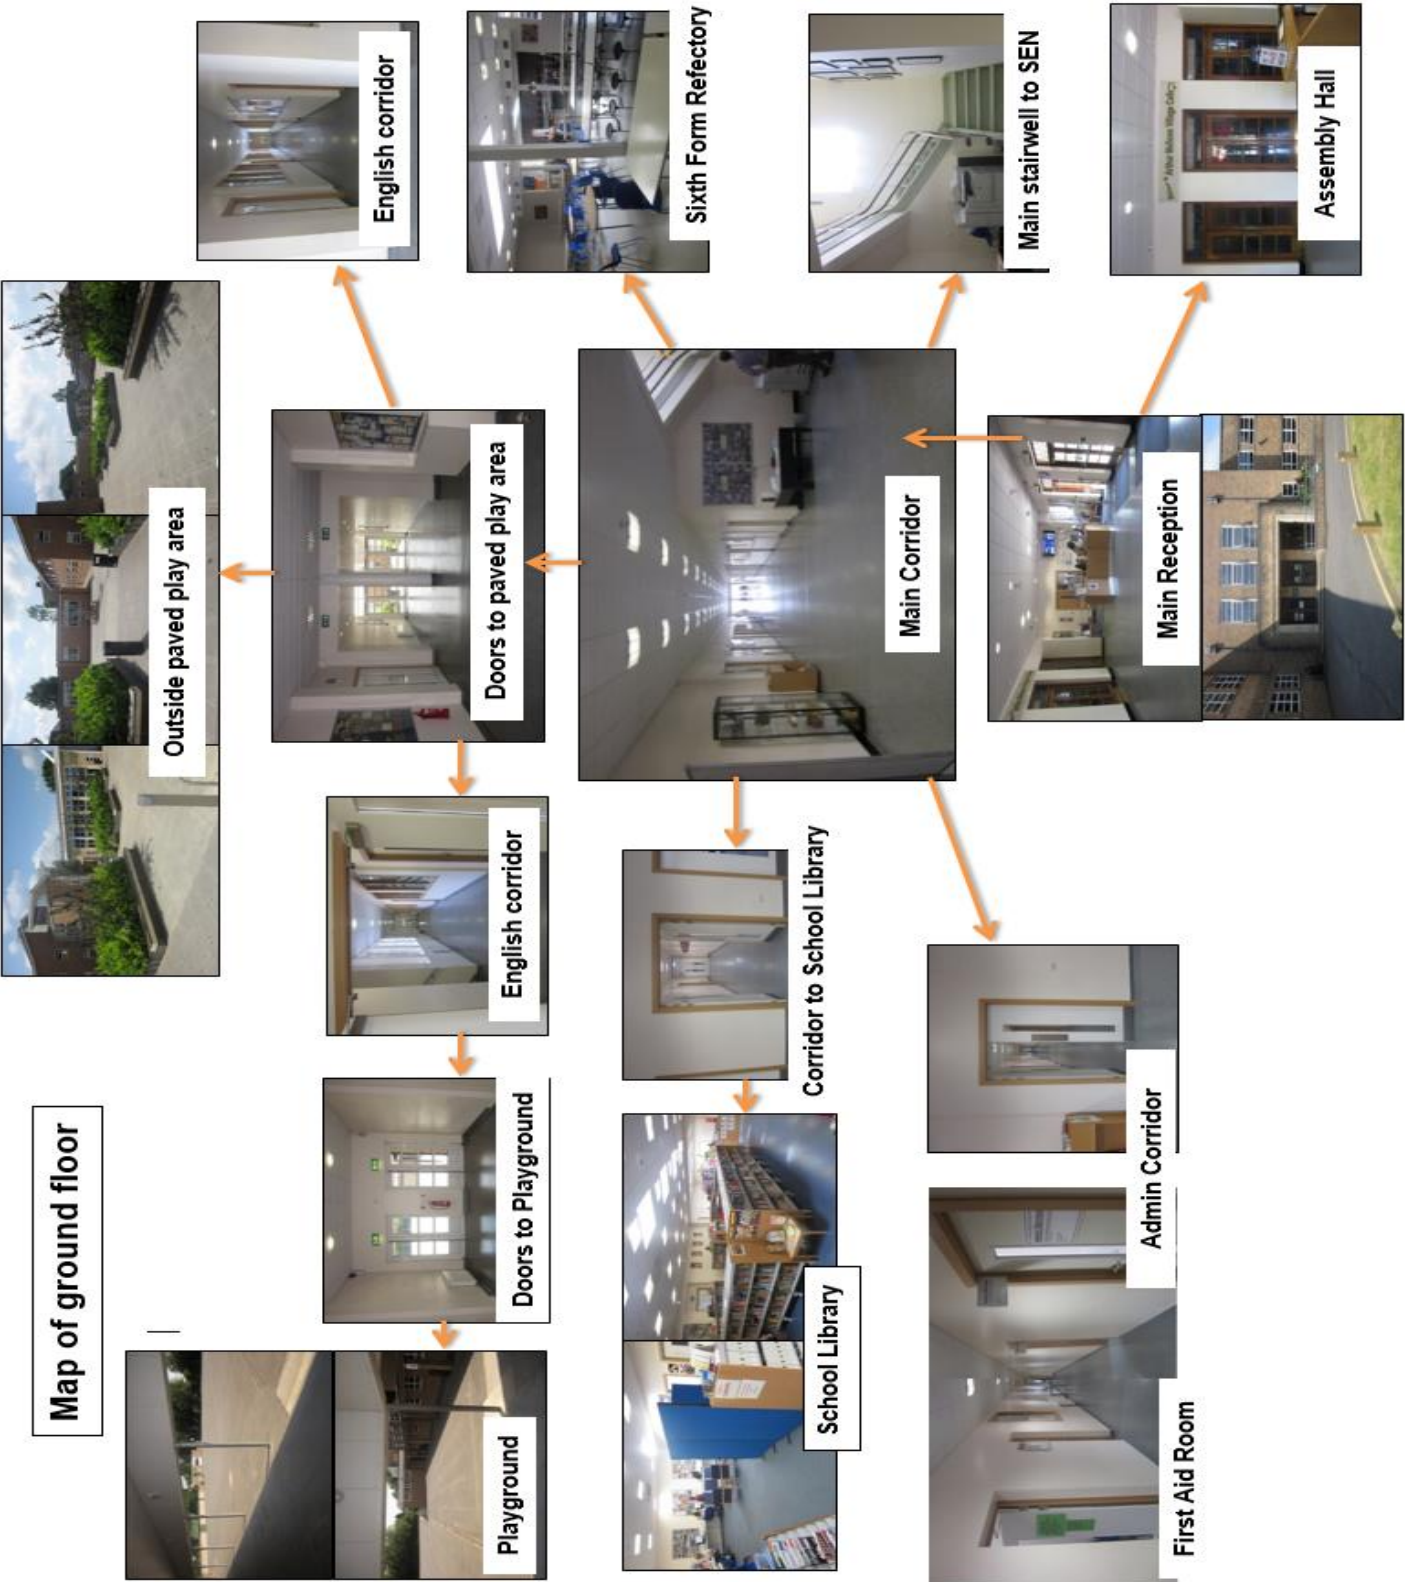 Map of ground floor
Outside paved play area
English corridor
Playground
Doors to Playground
English corridor
Doors to paved play area
Sixth Form Refectory
School Library
Corridor to School Library
Main Corridor
Main stairwell to SEN
First Aid Room
Admin Corridor
Main Reception
Assembly Hall